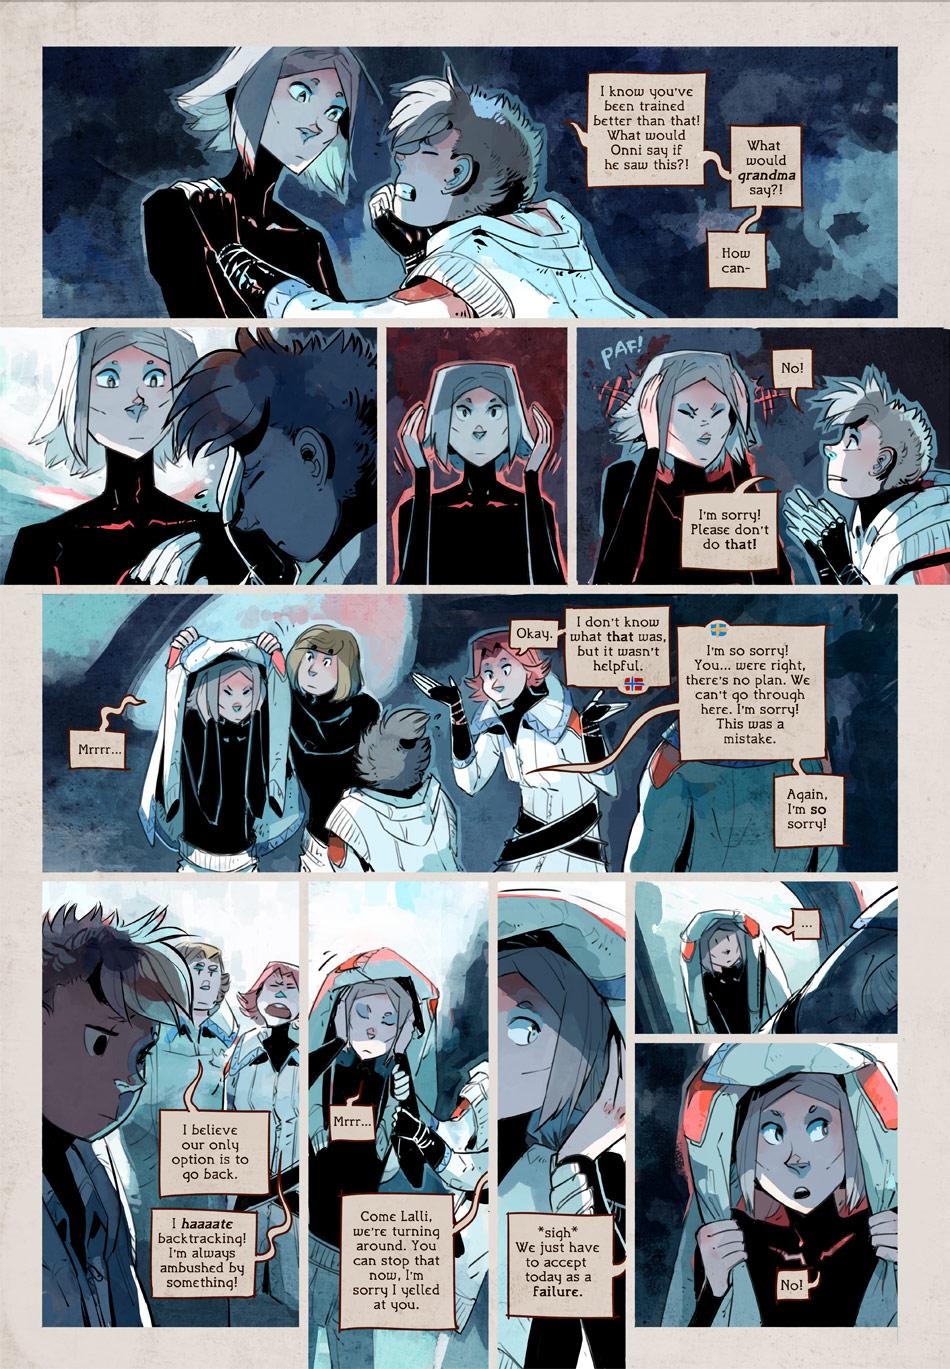 I know you've
been trained
better than that!
What would
Onni say if
he saw this?!
What
would
grandma
say?!
How
can-
PAF!
No!
I'm sorry!
Please don't
do that!
Mrrrr...
Okay.
I don't know
what that was,
but it wasn't
helpful.
I'm so sorry!
You... were right,
there's no plan. We
can't go through
here. I'm sorry!
This was a
mistake.
Again,
I'm so
sorry!
I believe
our only
option is to
go back.
I haaaate
backtracking!
I'm always
ambushed by
something!
Mrrr...
Come Lalli,
we're turning
around. You
can stop that
now, I'm
sorry I yelled
at you.
*sigh*
We just have
to accept
today as a
failure.
...
No!